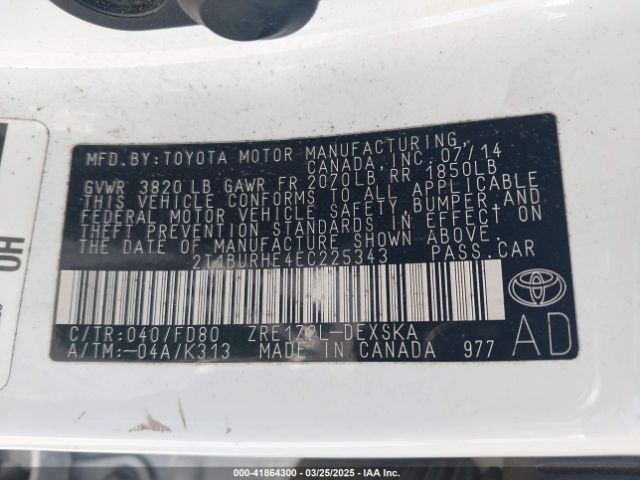 MFD. BY: TOYOTA MOTOR MANUFACTURING,
CANADA, INC. 07/14
GVWR 3820 LB GAWR FR 2070LB, RR 1850LB
THIS VEHICLE CONFORMS TO ALL APPLICABLE
FEDERAL MOTOR VEHICLE SAFETY, BUMPER, AND
THEFT PREVENTION STANDARDS IN EFFECT ON
THE DATE OF MANUFACTURE SHOWN ABOVE.
2T1BURHE4EC225343 PASS. CAR
C/TR: 040/FD80 ZRE172L-DEXSKA
A/TM: -04A/K313 MADE IN CANADA 977
AD
00-41864300 | 03/25/2025 | IAA, LLC